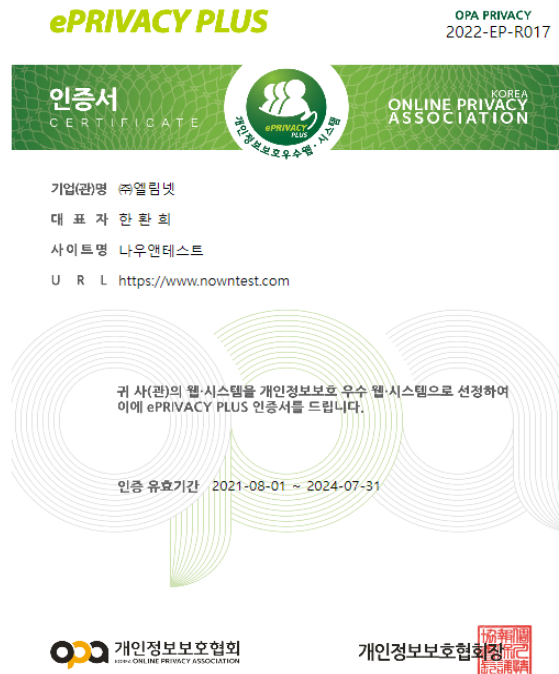 ePRIVACY PLUS
OPA PRIVACY
2022-EP-R017
인증서
CERTIFICATE
ePRIVACY
PLUS
개인정보보호우수웹·시스템
KOREA
ONLINE PRIVACY
ASSOCIATION
기업(관)명 ㈜엘림넷
대 표 자 한 환 희
사이트명 나우앤테스트
U R L https://www.nowntest.com
귀 사(관)의 웹·시스템을 개인정보보호 우수 웹·시스템으로 선정하여
이에 ePRIVACY PLUS 인증서를 드립니다.
인증 유효기간 2021-08-01 ~ 2024-07-31
opa 개인정보보호협회
KOREA ONLINE PRIVACY ASSOCIATION
개인정보보호협회장